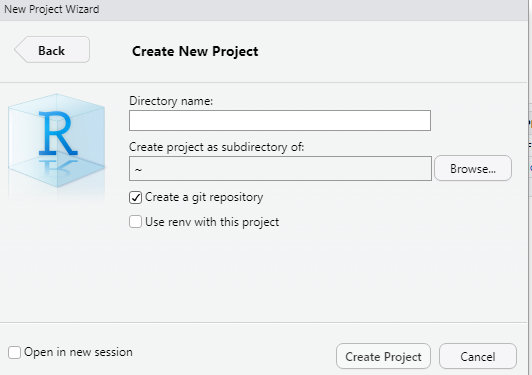 New Project Wizard
Back
Create New Project
R
Directory name:
Create project as subdirectory of:
~
Browse...
Create a git repository
Use renv with this project
Open in new session
Create Project
Cancel